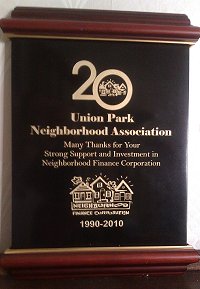 20
Union Park
Neighborhood Association
Many Thanks for Your
Strong Support and Investment in
Neighborhood Finance Corporation
NEIGHBORHOOD
FINANCE CORPORATION
1990-2010